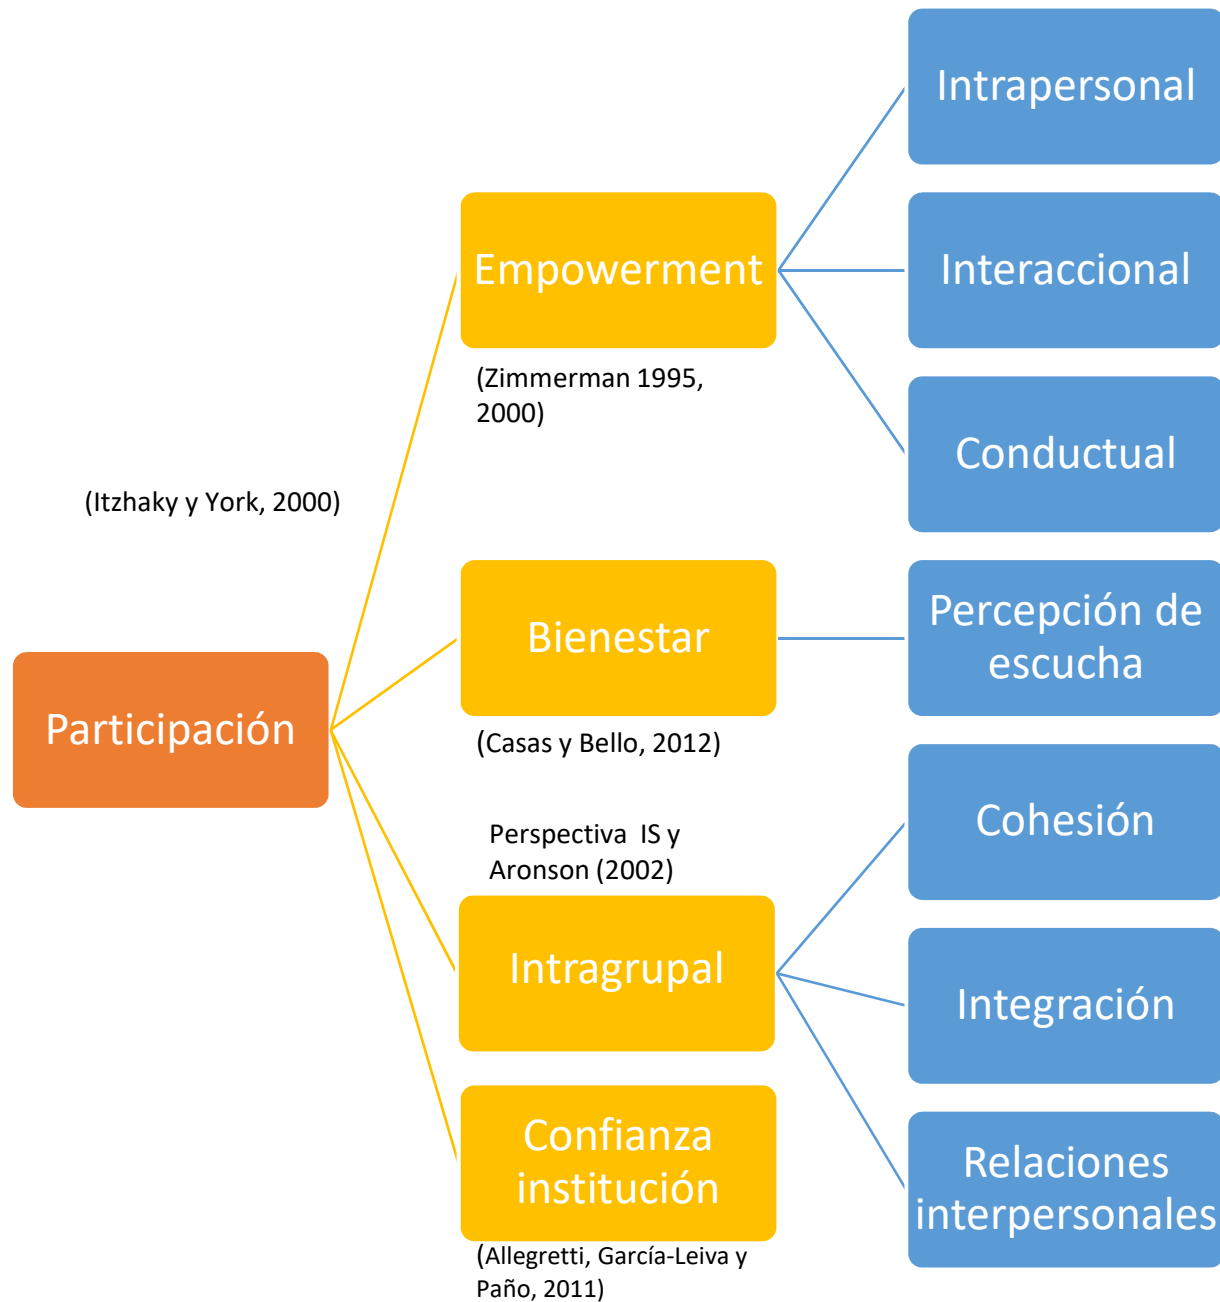 Intrapersonal
Empowerment
Interaccional
(Zimmerman 1995,
2000)
Conductual
(Itzhaky y York, 2000)
Participación
Bienestar
Percepción de
escucha
(Casas y Bello, 2012)
Perspectiva  IS y
Aronson (2002)
Cohesión
Intragrupal
Integración
Confianza
institución
Relaciones
interpersonales
(Allegretti, García-Leiva y
Paño, 2011)